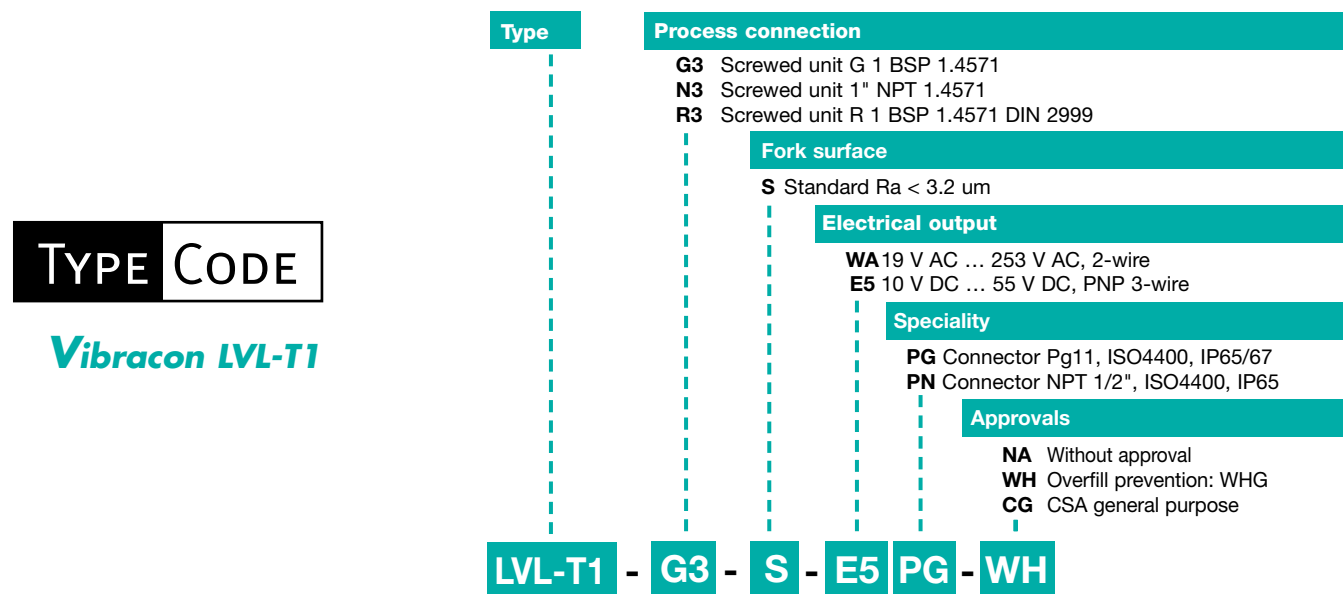 Type
Process connection
G3 Screwed unit G 1 BSP 1.4571
N3 Screwed unit 1" NPT 1.4571
R3 Screwed unit R 1 BSP 1.4571 DIN 2999
Fork surface
S Standard Ra < 3.2 um
Electrical output
WA 19 V AC … 253 V AC, 2-wire
E5 10 V DC … 55 V DC, PNP 3-wire
Speciality
PG Connector Pg11, ISO4400, IP65/67
PN Connector NPT 1/2", ISO4400, IP65
Approvals
NA Without approval
WH Overfill prevention: WHG
CG CSA general purpose
TYPE CODE
Vibracon LVL-T1
LVL-T1 - G3 - S - E5 PG - WH